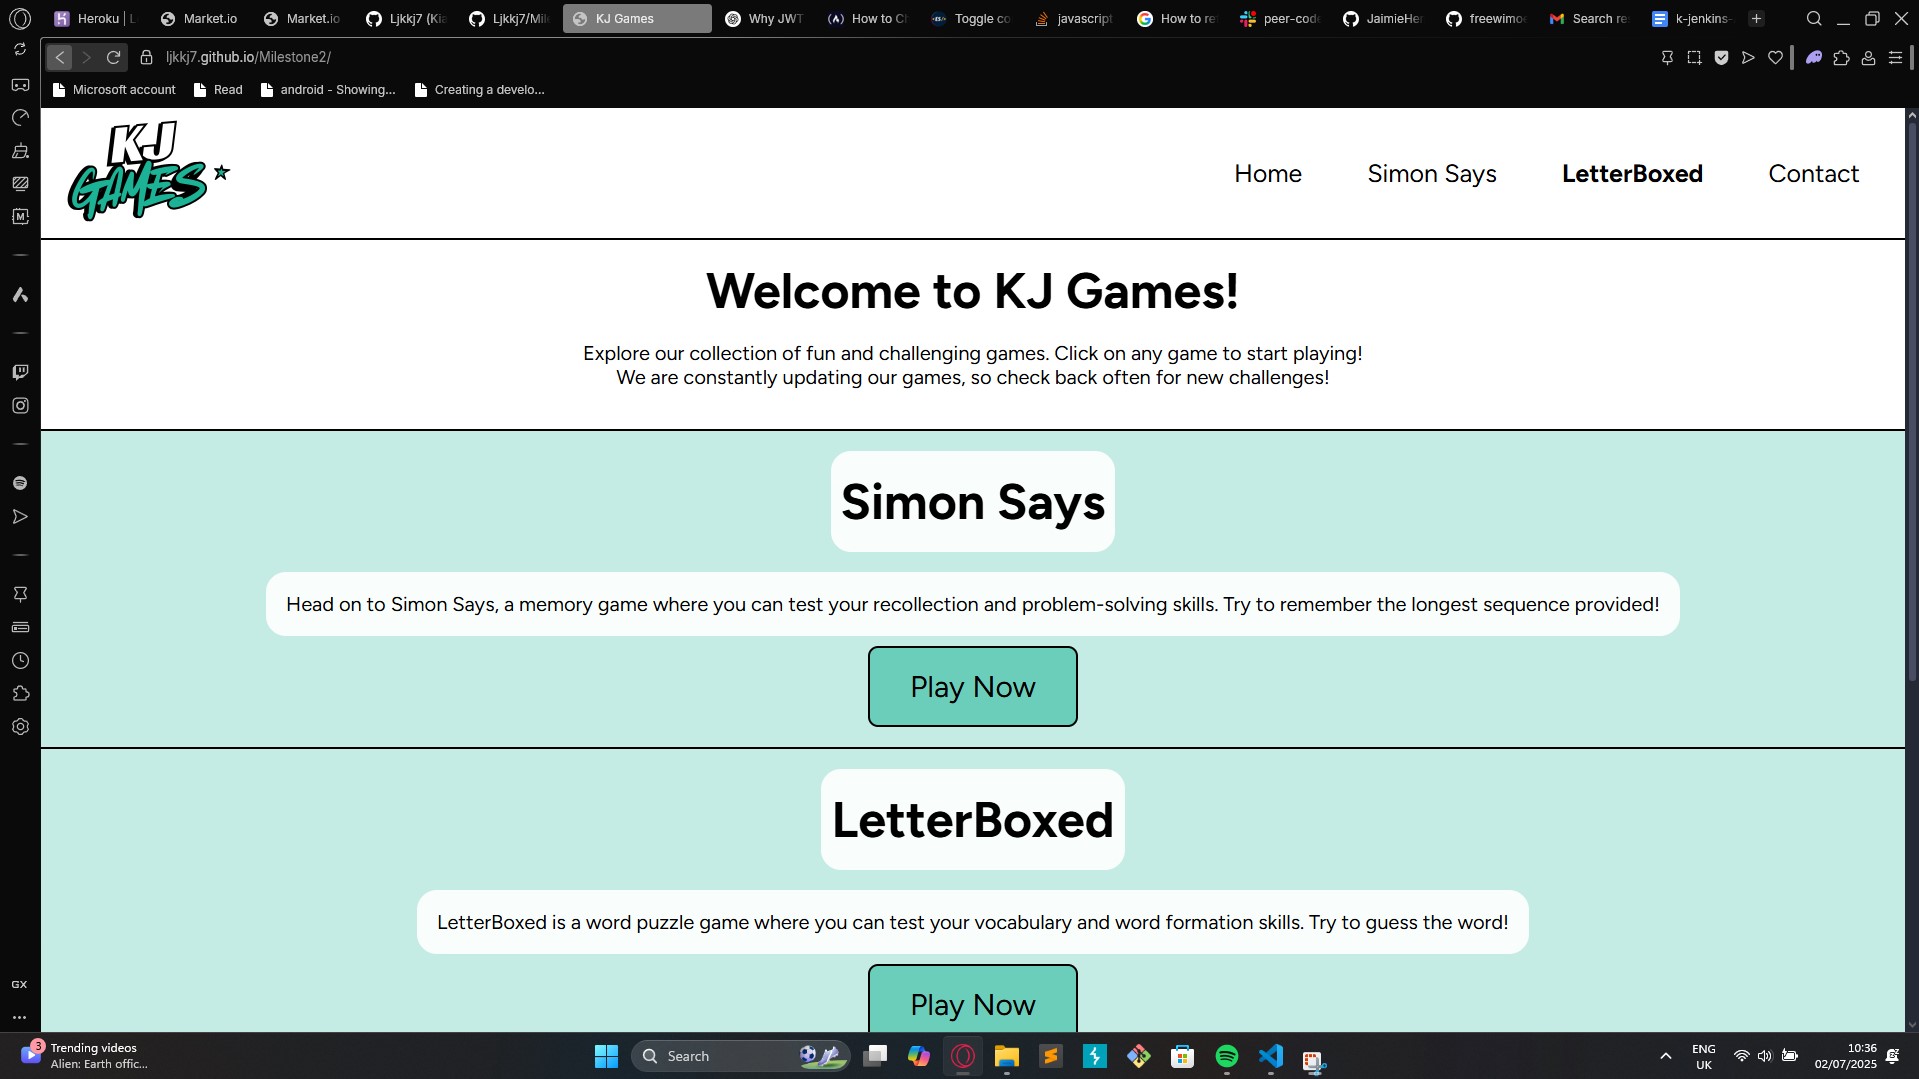 Heroku | L
Market.io
Market.io
Ljkkj7 (Kia
Ljkkj7/Mil
KJ Games
Why JWT
How to C
Toggle co
javascript
How to re
peer-code
JaimieHer
freewimo
Search re
k-jenkins-
ljkkj7.github.io/Milestone2/
Microsoft account
Read
android - Showing...
Creating a develo...
KJ
GAMES
Home
Simon Says
LetterBoxed
Contact
Welcome to KJ Games!
Explore our collection of fun and challenging games. Click on any game to start playing!
We are constantly updating our games, so check back often for new challenges!
Simon Says
Head on to Simon Says, a memory game where you can test your recollection and problem-solving skills. Try to remember the longest sequence provided!
Play Now
LetterBoxed
LetterBoxed is a word puzzle game where you can test your vocabulary and word formation skills. Try to guess the word!
Play Now
GX
3
Trending videos
Alien: Earth offic...
Search
ENG
UK
10:36
02/07/2025